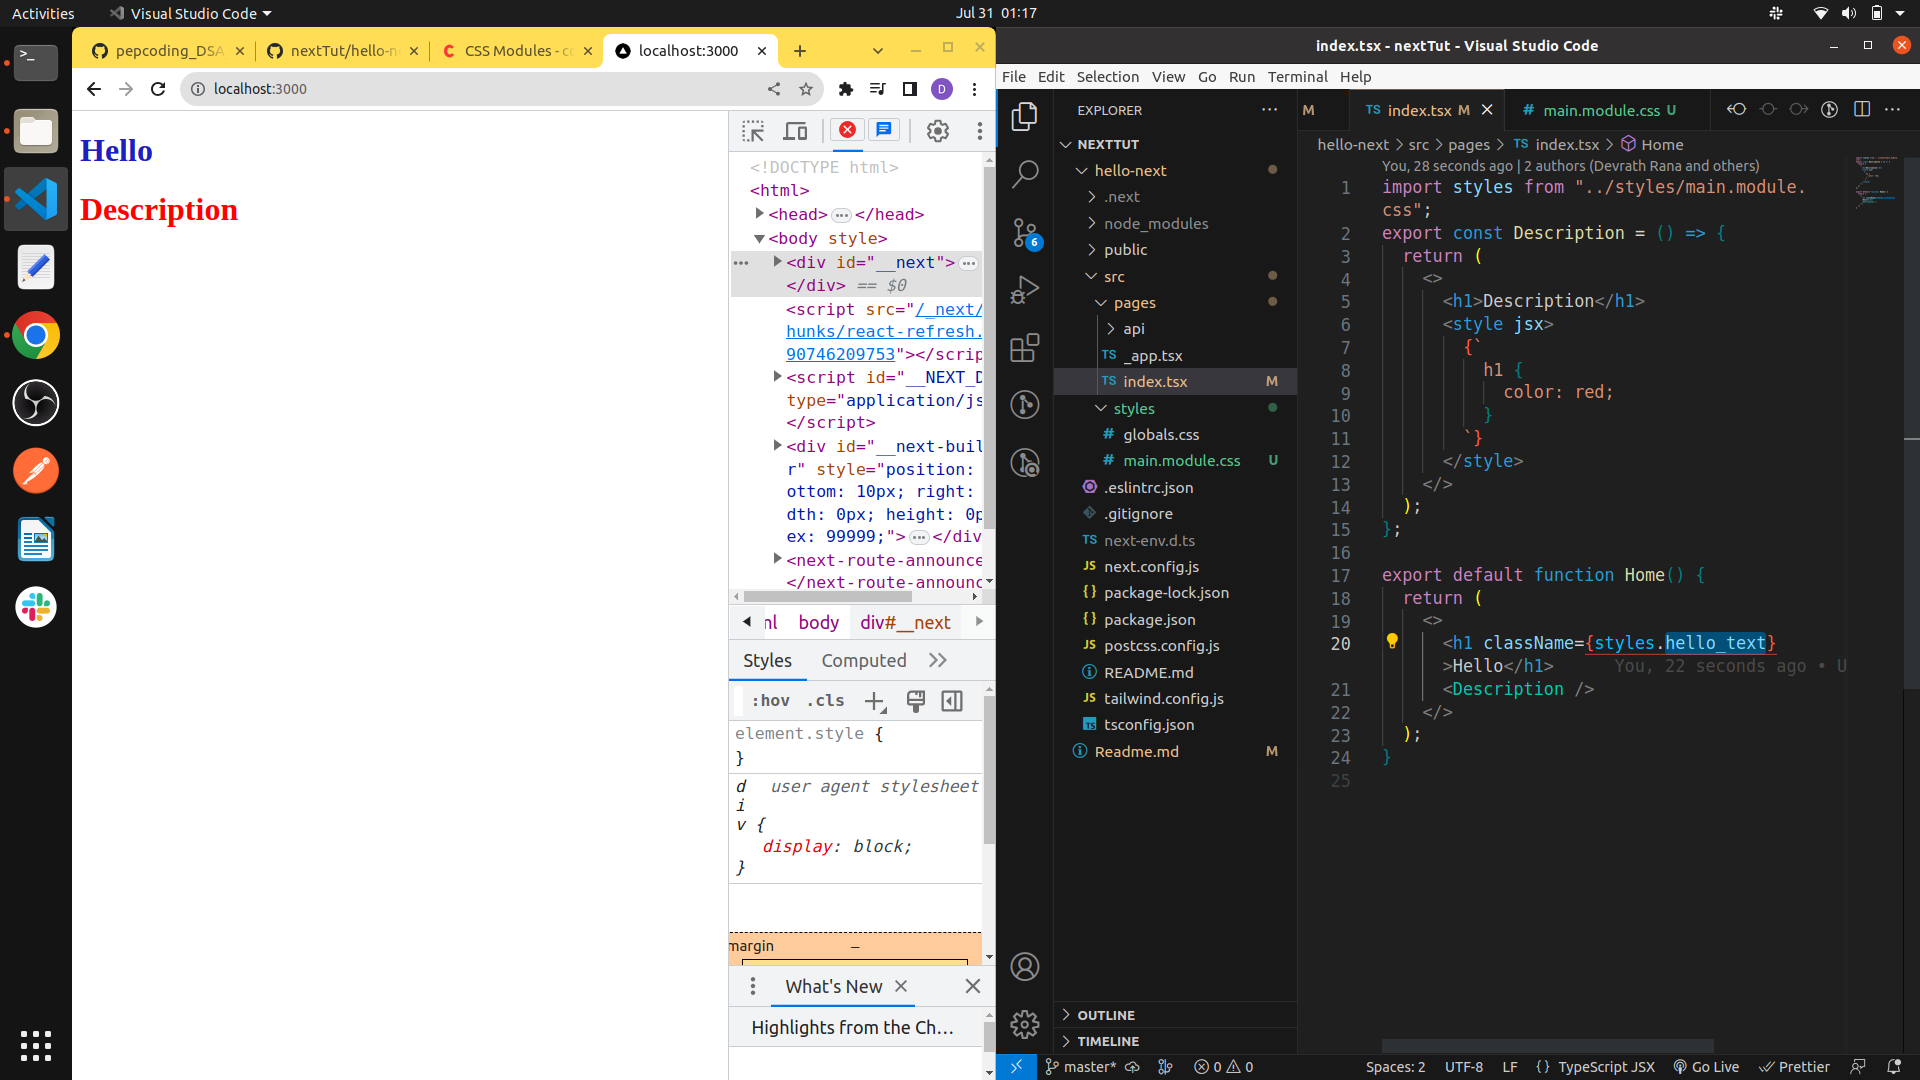 Activities
Visual Studio Code
Jul 31 01:17
pepcoding_DSA
nextTut/hello-n
CSS Modules - c
localhost:3000
localhost:3000
D
Hello
Description
<!DOCTYPE html>
<html>
<head>…</head>
<body style>
<div id="__next">…
</div> == $0
<script src="/_next/
hunks/react-refresh.
90746209753"></scrip
<script id="__NEXT_D
type="application/js
</script>
<div id="__next-buil
r" style="position:
ottom: 10px; right:
dth: 0px; height: 0p
ex: 99999;">…</div
<next-route-announce
</next-route-announc
nl
body
div#__next
Styles
Computed
:hov
.cls
element.style {
}
d
user agent stylesheet
i
v {
display: block;
}
margin
–
What's New
Highlights from the Ch…
index.tsx - nextTut - Visual Studio Code
File Edit Selection View Go Run Terminal Help
EXPLORER
NEXTTUT
hello-next
.next
node_modules
public
src
pages
api
TS _app.tsx
TS index.tsx M
styles
# globals.css
# main.module.css U
.eslintrc.json
.gitignore
TS next-env.d.ts
JS next.config.js
{} package-lock.json
{} package.json
JS postcss.config.js
README.md
JS tailwind.config.js
TS tsconfig.json
Readme.md M
OUTLINE
TIMELINE
6
M
TS index.tsx M
# main.module.css U
hello-next > src > pages > TS index.tsx > Home
You, 28 seconds ago | 2 authors (Devrath Rana and others)
1 import styles from "../styles/main.module.
css";
2 export const Description = () => {
3 return (
4 <>
5 <h1>Description</h1>
6 <style jsx>
7 {`
8 h1 {
9 color: red;
10 }
11 `}
12 </style>
13 </>
14 );
15 };
16
17 export default function Home() {
18 return (
19 <>
20 <h1 className={styles.hello_text}
>Hello</h1> You, 22 seconds ago • U
21 <Description />
22 </>
23 );
24 }
25
master*
0 0
Spaces: 2
UTF-8
LF
{} TypeScript JSX
Go Live
Prettier